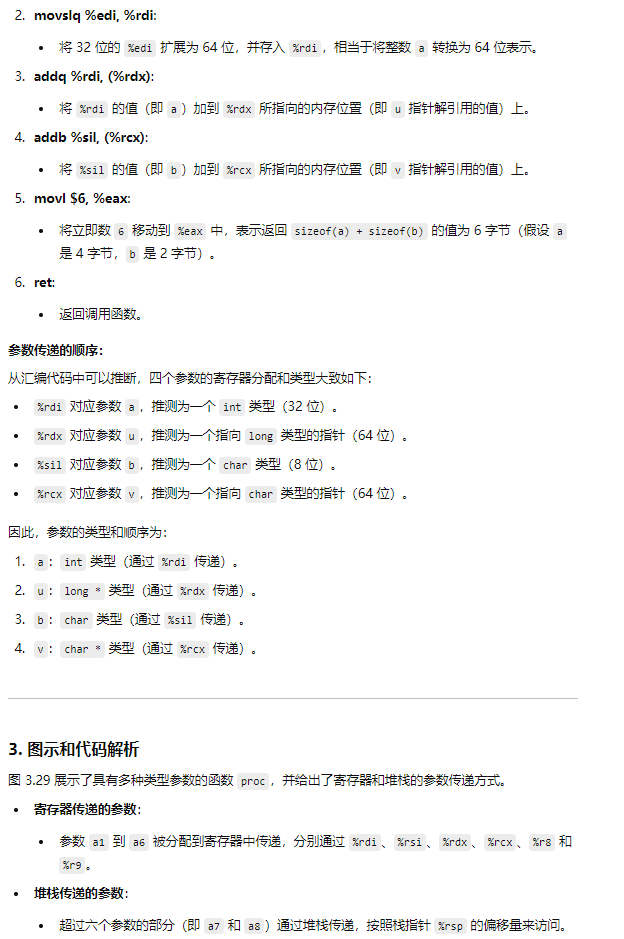 2. movslq %edi, %rdi:
• 将 32 位的 %edi 扩展为 64 位，并存入 %rdi，相当于将整数 a 转换为 64 位表示。
3. addq %rdi, (%rdx):
• 将 %rdi 的值（即 a）加到 %rdx 所指向的内存位置（即 u 指针解引用的值）上。
4. addb %sil, (%rcx):
• 将 %sil 的值（即 b）加到 %rcx 所指向的内存位置（即 v 指针解引用的值）上。
5. movl $6, %eax:
• 将立即数 6 移动到 %eax 中，表示返回 sizeof(a) + sizeof(b) 的值为 6 字节（假设 a
是 4 字节，b 是 2 字节）。
6. ret:
• 返回调用函数。
参数传递的顺序：
从汇编代码中可以推断，四个参数的寄存器分配和类型大致如下：
• %rdi 对应参数 a，推测为一个 int 类型（32 位）。
• %rdx 对应参数 u，推测为一个指向 long 类型的指针（64 位）。
• %sil 对应参数 b，推测为一个 char 类型（8 位）。
• %rcx 对应参数 v，推测为一个指向 char 类型的指针（64 位）。
因此，参数的类型和顺序为：
1. a：int 类型（通过 %rdi 传递）。
2. u：long * 类型（通过 %rdx 传递）。
3. b：char 类型（通过 %sil 传递）。
4. v：char * 类型（通过 %rcx 传递）。
3. 图示和代码解析
图 3.29 展示了具有多种类型参数的函数 proc，并给出了寄存器和堆栈的参数传递方式。
• 寄存器传递的参数：
• 参数 a1 到 a6 被分配到寄存器中传递，分别通过 %rdi、%rsi、%rdx、%rcx、%r8 和
%r9。
• 堆栈传递的参数：
• 超过六个参数的部分（即 a7 和 a8）通过堆栈传递，按照栈指针 %rsp 的偏移量来访问。